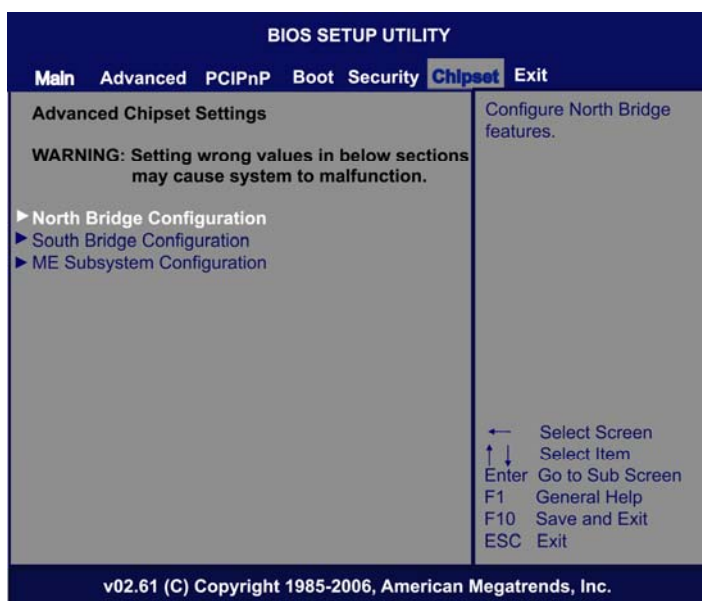 BIOS SETUP UTILITY
Main Advanced PCIPnP Boot Security Chipset Exit
Advanced Chipset Settings
WARNING: Setting wrong values in below sections
may cause system to malfunction.
►North Bridge Configuration
►South Bridge Configuration
►ME Subsystem Configuration
Configure North Bridge
features.
← Select Screen
↑↓ Select Item
Enter Go to Sub Screen
F1 General Help
F10 Save and Exit
ESC Exit
v02.61 (C) Copyright 1985-2006, American Megatrends, Inc.